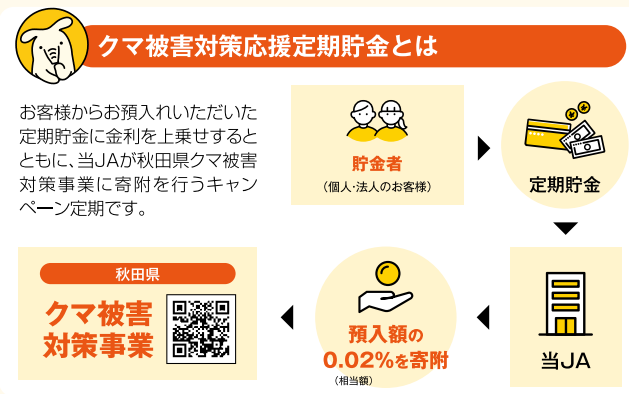 クマ被害対策応援定期貯金とは
お客様からお預入れいただいた
定期貯金に金利を上乗せすると
ともに、当JAが秋田県クマ被害
対策事業に寄附を行うキャン
ペーン定期です。
貯金者
（個人・法人のお客様）
定期貯金
当JA
預入額の
0.02%を寄附
（相当額）
秋田県
クマ被害
対策事業